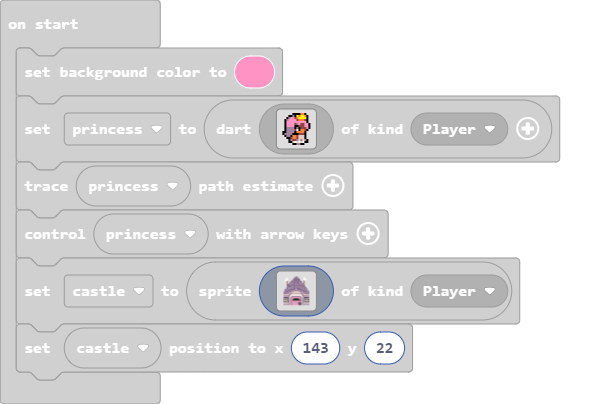 on start
set background color to
set princess to dart of kind Player
trace princess path estimate
control princess with arrow keys
set castle to sprite of kind Player
set castle position to x 143 y 22